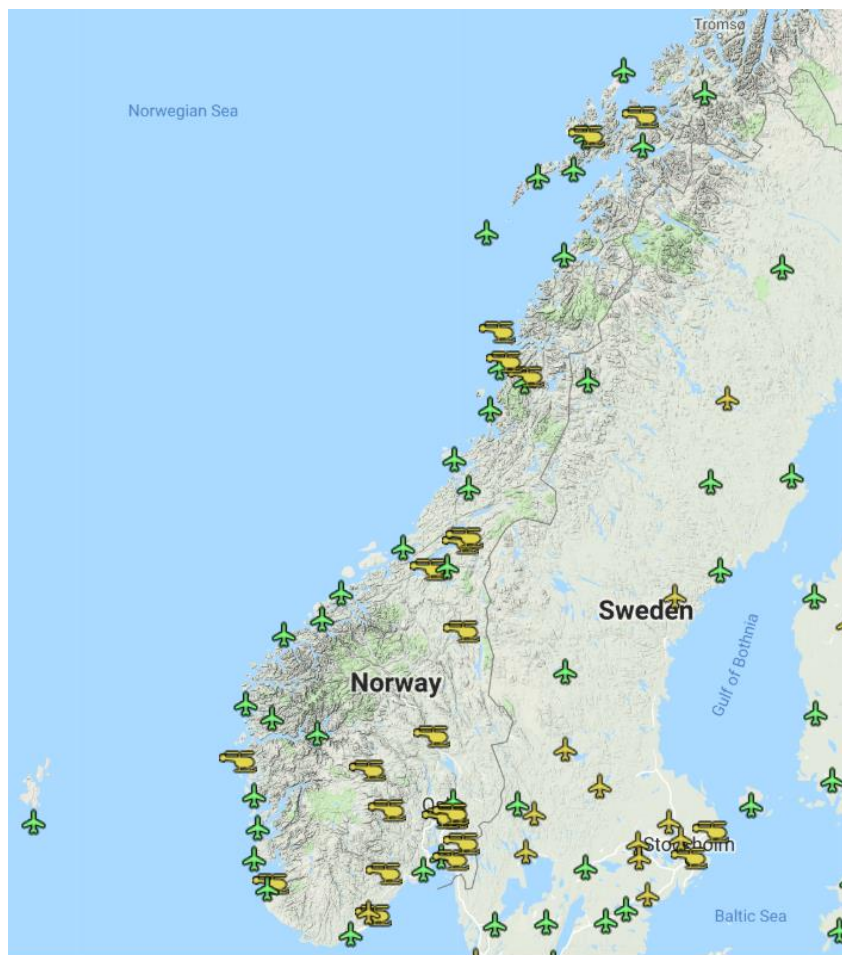 Tromsø
Norwegian Sea
Sweden
Gulf of Bothnia
Norway
Stockholm
Baltic Sea